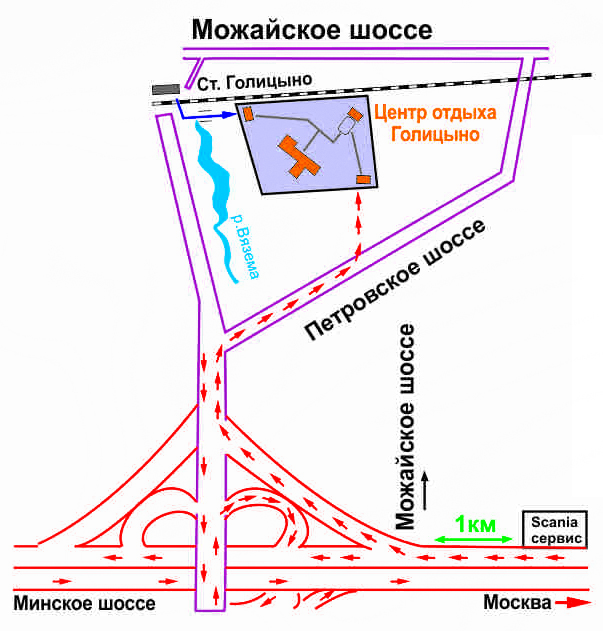 Можайское шоссе
Ст. Голицыно
Центр отдыха
Голицыно
р.Вязема
Петровское шоссе
Можайское шоссе
1км
Scania
сервис
Минское шоссе
Москва